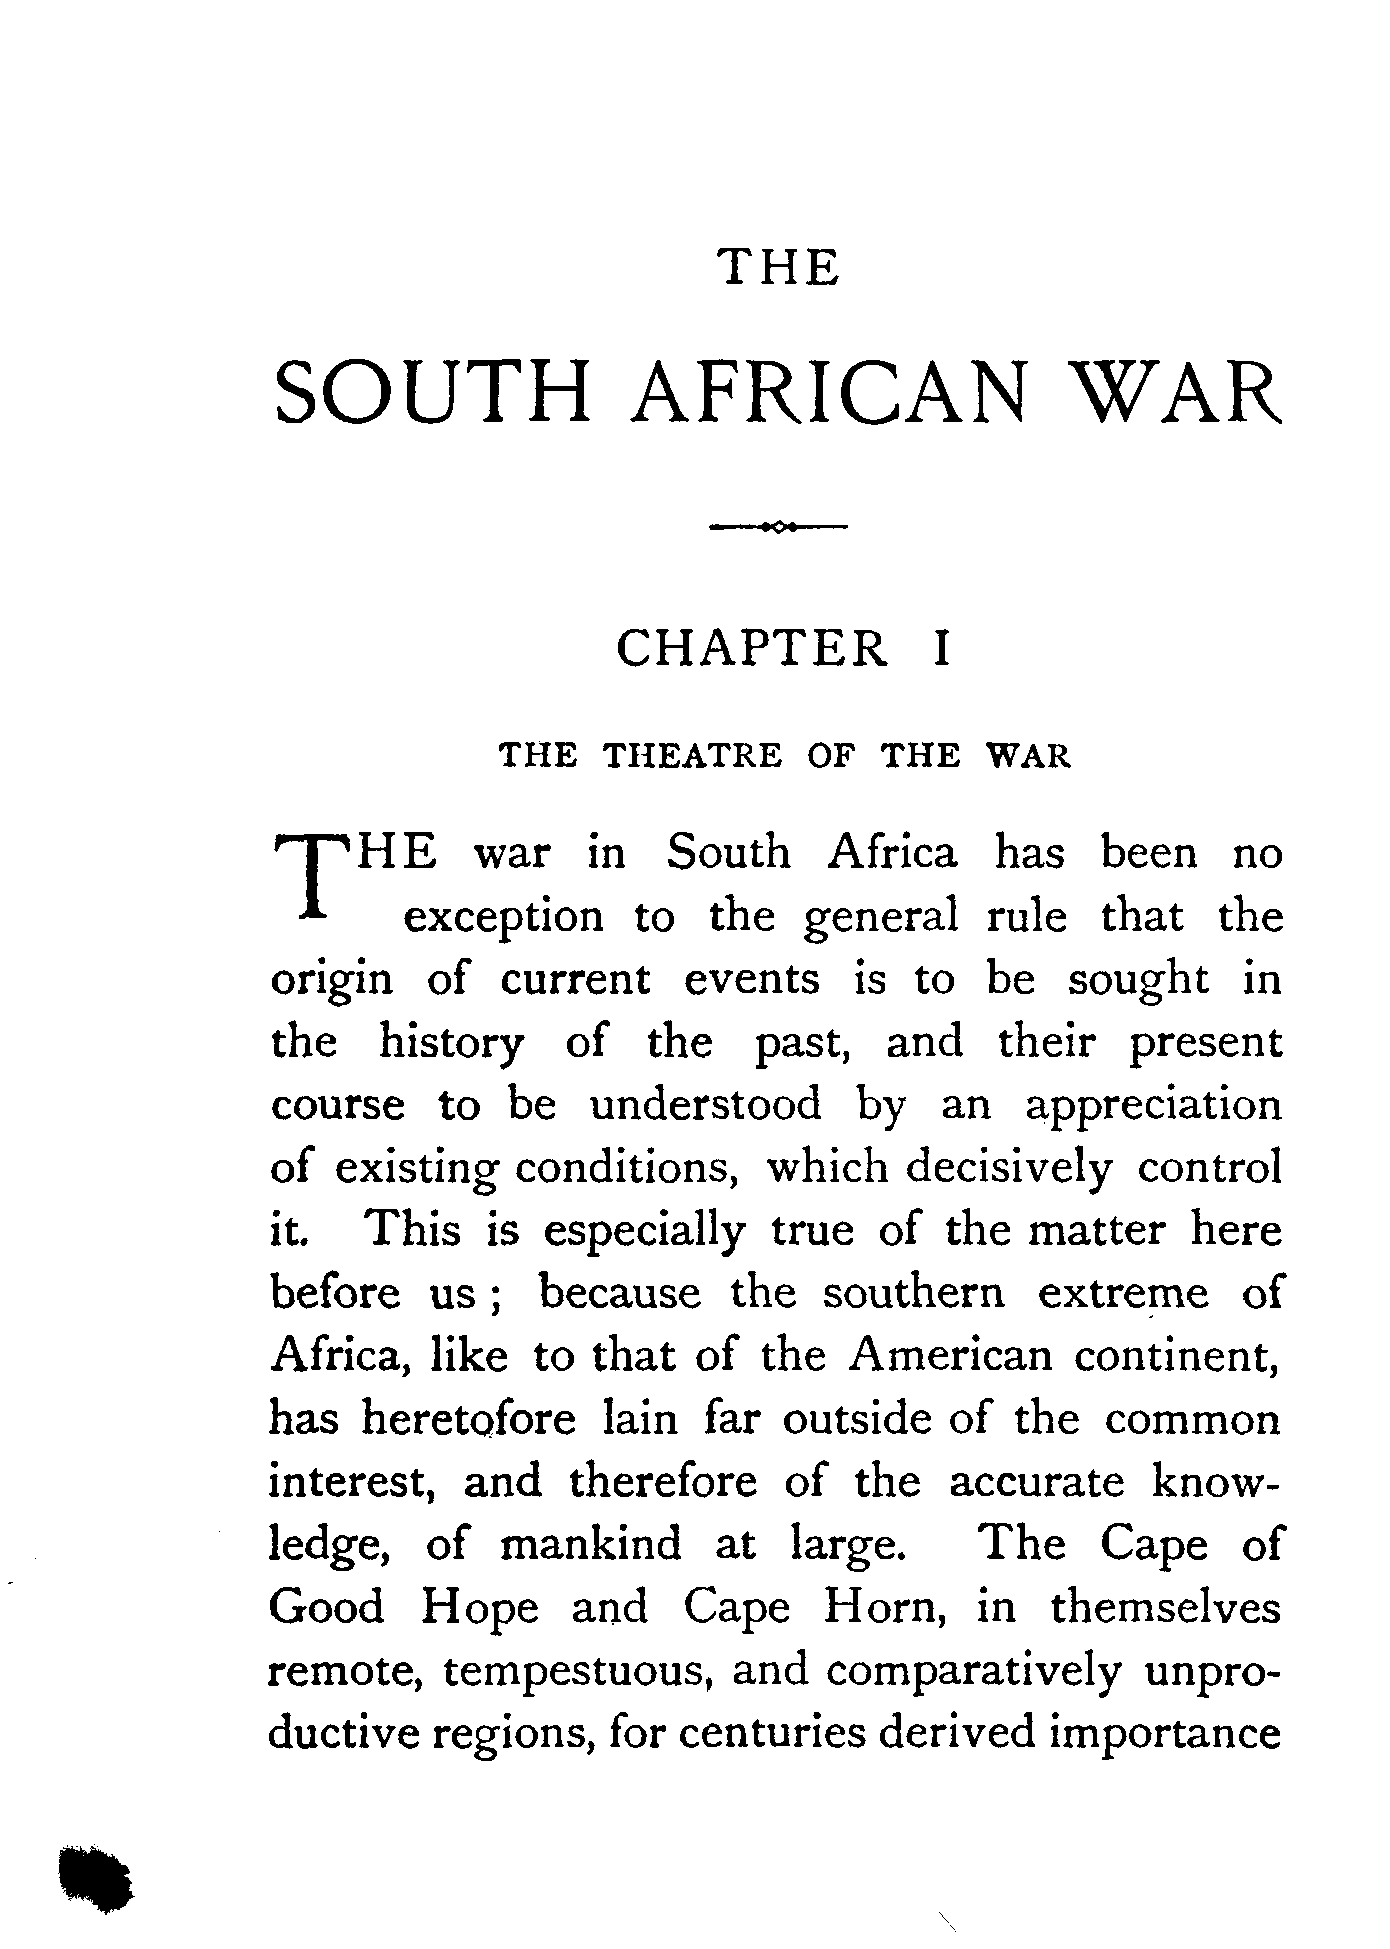 THE
SOUTH AFRICAN WAR
CHAPTER I
THE THEATRE OF THE WAR
THE war in South Africa has been no
exception to the general rule that the
origin of current events is to be sought in
the history of the past, and their present
course to be understood by an appreciation
of existing conditions, which decisively control
it. This is especially true of the matter here
before us ; because the southern extreme of
Africa, like to that of the American continent,
has heretofore lain far outside of the common
interest, and therefore of the accurate know-
ledge, of mankind at large. The Cape of
Good Hope and Cape Horn, in themselves
remote, tempestuous, and comparatively unpro-
ductive regions, for centuries derived importance